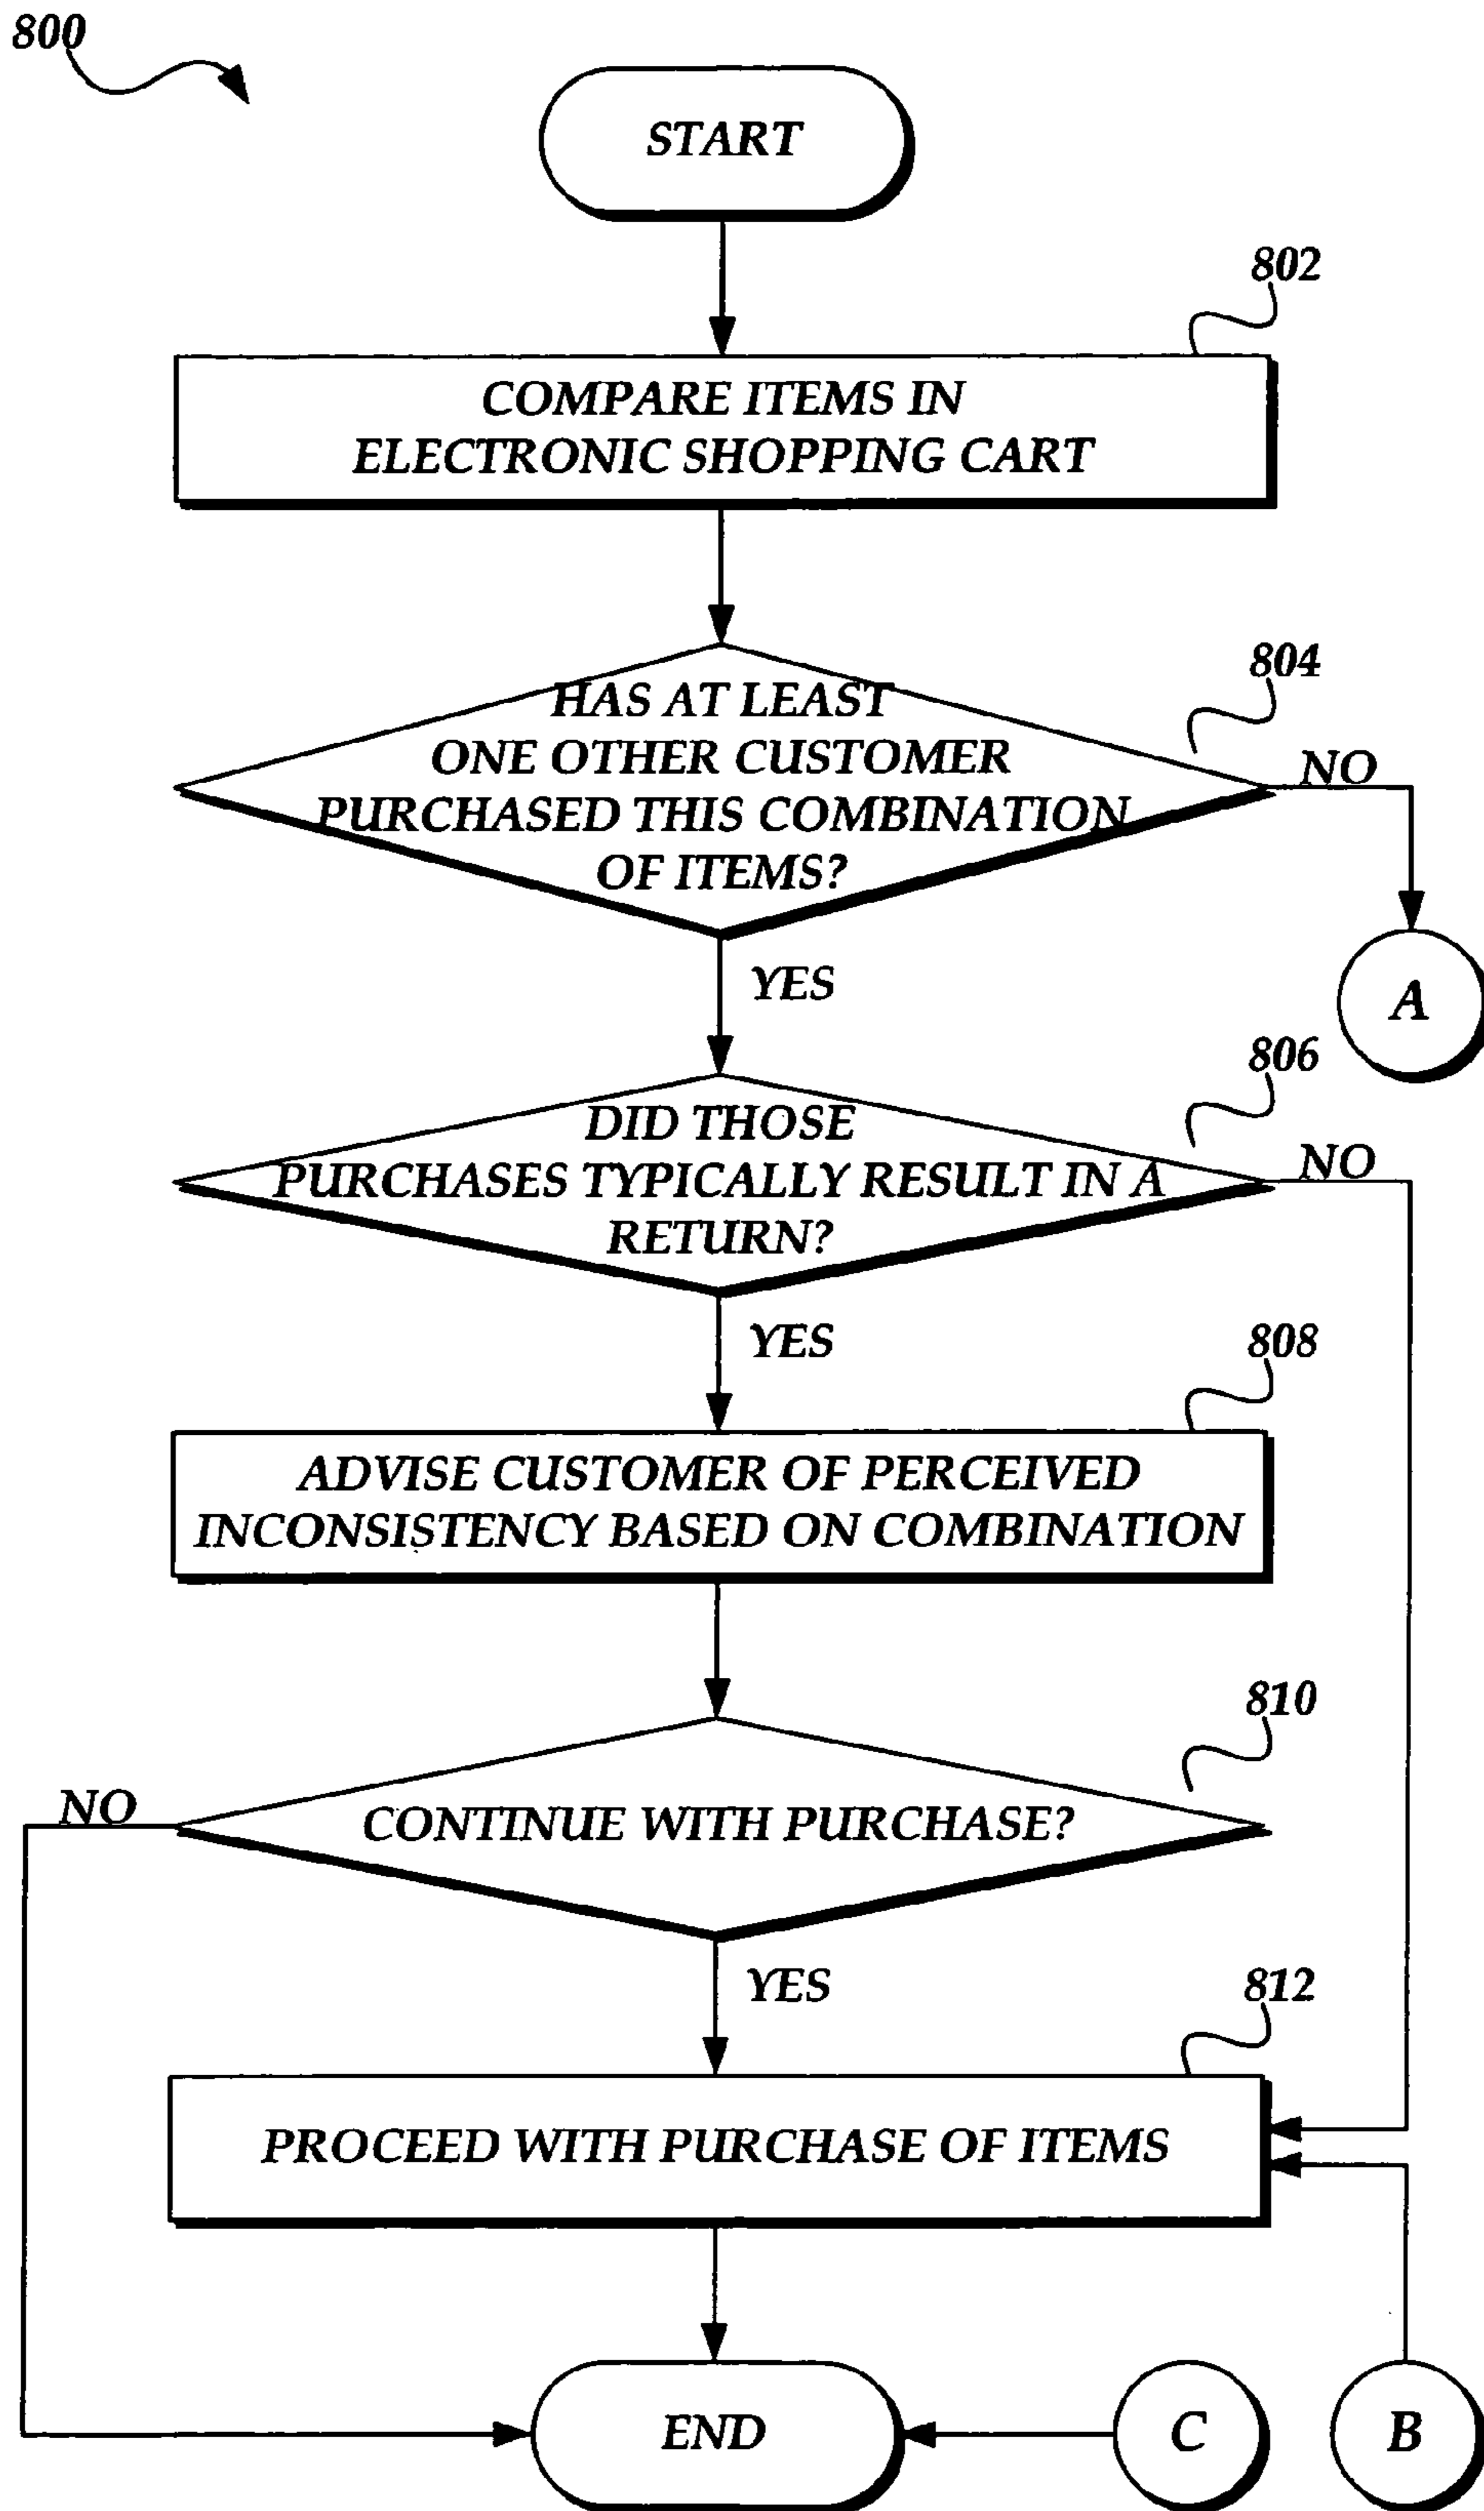 800
START
802
COMPARE ITEMS IN
ELECTRONIC SHOPPING CART
804
HAS AT LEAST
ONE OTHER CUSTOMER
PURCHASED THIS COMBINATION
OF ITEMS?
NO
A
YES
806
DID THOSE
PURCHASES TYPICALLY RESULT IN A
RETURN?
NO
YES
808
ADVISE CUSTOMER OF PERCEIVED
INCONSISTENCY BASED ON COMBINATION
810
CONTINUE WITH PURCHASE?
NO
YES
812
PROCEED WITH PURCHASE OF ITEMS
END
C
B